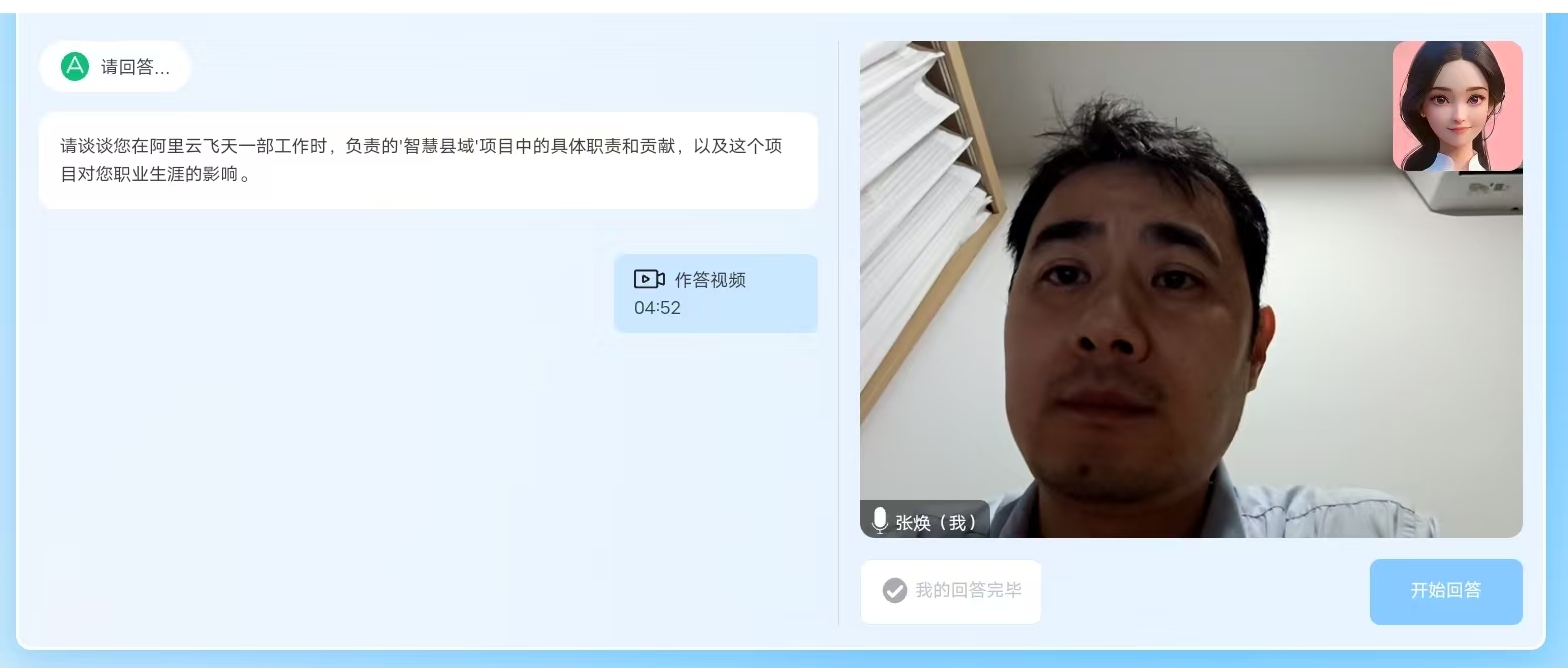 请回答...
请谈谈您在阿里云飞天一部工作时，负责的'智慧县域'项目中的具体职责和贡献，以及这个项
目对您职业生涯的影响。
作答视频
04:52
张焕（我）
我的回答完毕
开始回答